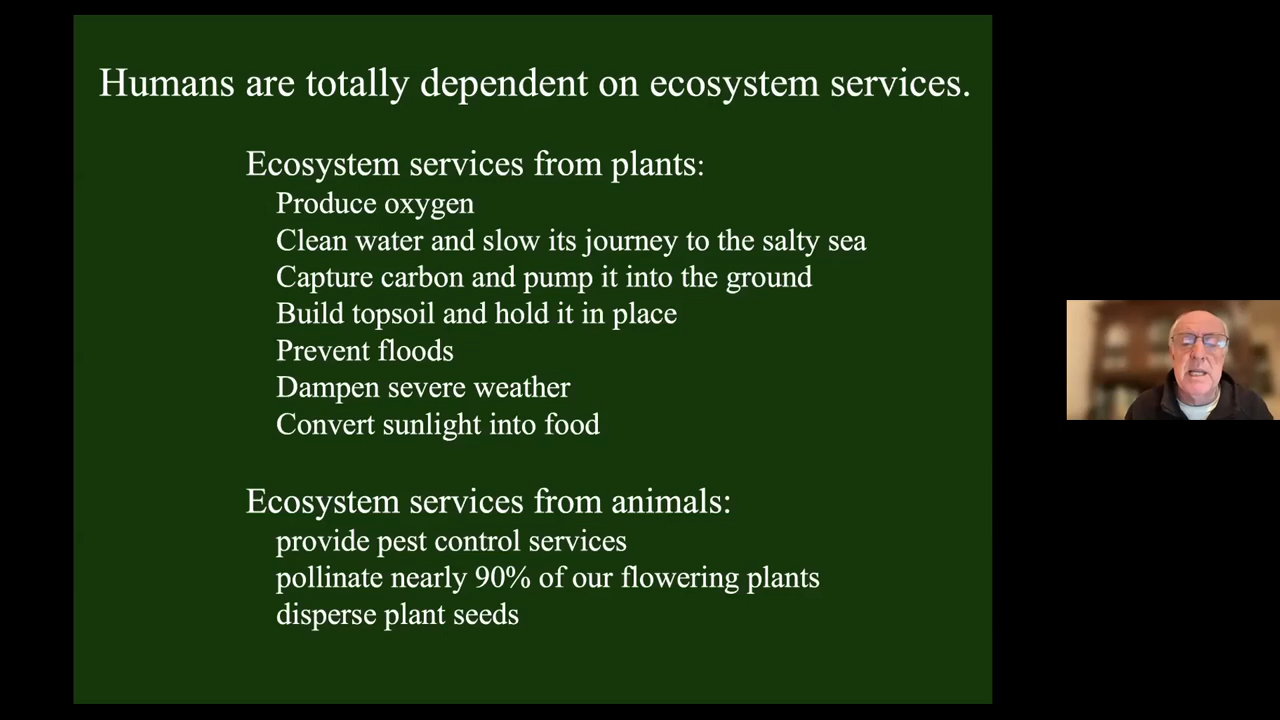 Humans are totally dependent on ecosystem services.
Ecosystem services from plants:
Produce oxygen
Clean water and slow its journey to the salty sea
Capture carbon and pump it into the ground
Build topsoil and hold it in place
Prevent floods
Dampen severe weather
Convert sunlight into food
Ecosystem services from animals:
provide pest control services
pollinate nearly 90% of our flowering plants
disperse plant seeds